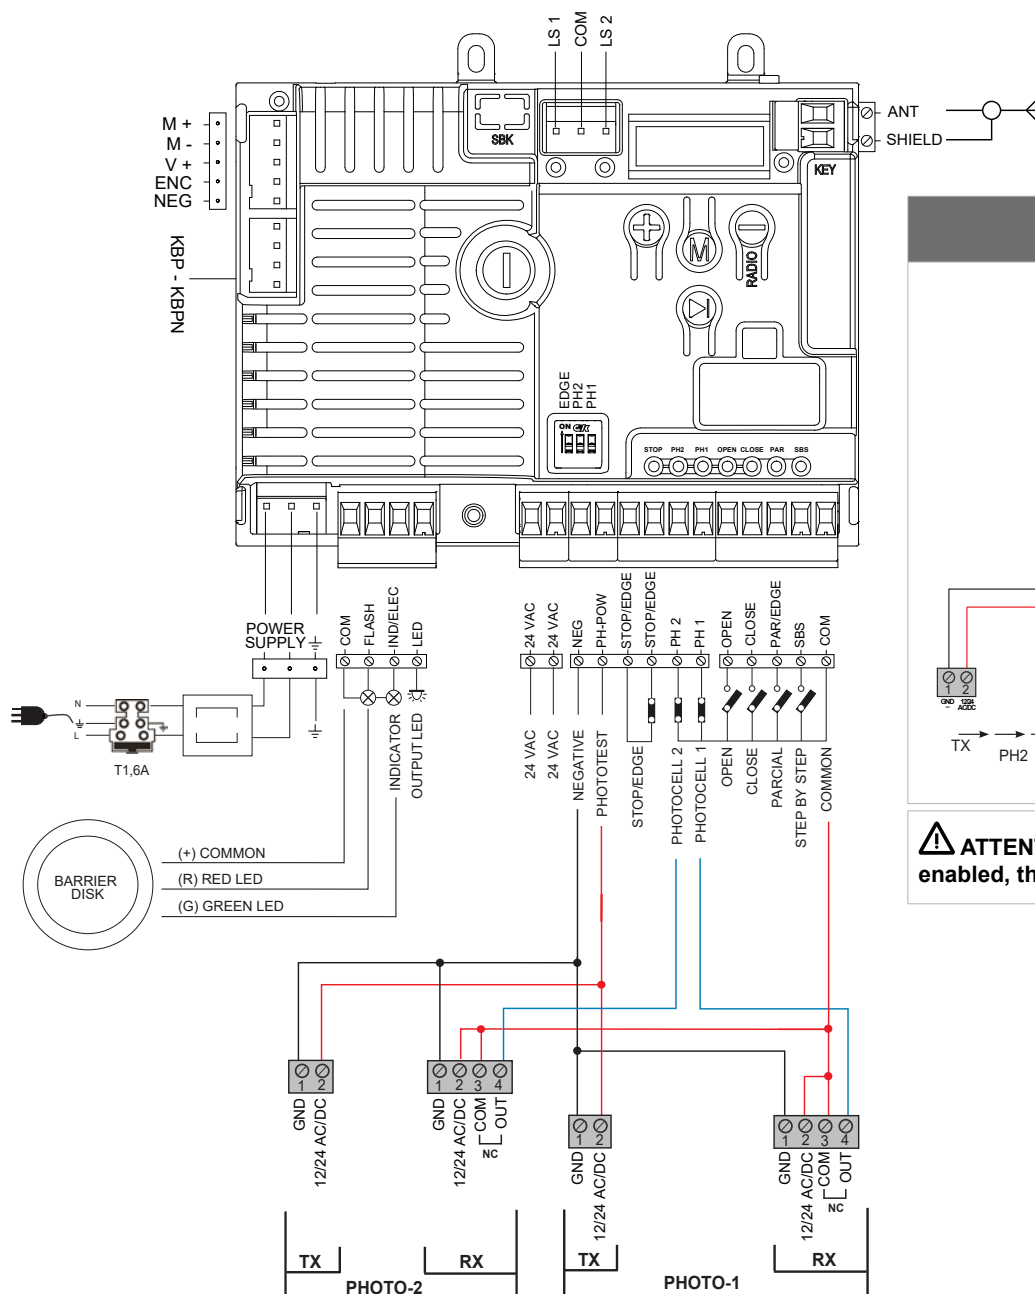 LS 1
COM
LS 2
M +
M -
V +
ENC
NEG
SBK
ANT
SHIELD
KEY
RADIO
M
KBP - KBPN
EDGE
PH2
PH1
ON
STOP PH2 PH1 OPEN CLOSE PAR SBS
POWER
SUPPLY
COM
FLASH
IND/ELEC
LED
24 VAC
24 VAC
NEG
PH-POW
STOP/EDGE
STOP/EDGE
PH 2
PH 1
OPEN
CLOSE
PAR/EDGE
SBS
COM
N
L
T1,6A
INDICATOR
OUTPUT LED
24 VAC
24 VAC
NEGATIVE
PHOTOTEST
STOP/EDGE
PHOTOCELL 2
PHOTOCELL 1
OPEN
CLOSE
PARCIAL
STEP BY STEP
COMMON
1 2
GND
-
12/24
AC/DC
TX
PH2
ATTENT
enabled, th
BARRIER
DISK
(+) COMMON
(R) RED LED
(G) GREEN LED
1 2
GND
12/24 AC/DC
1 2 3 4
GND
12/24 AC/DC
COM
OUT
NC
1 2
GND
12/24 AC/DC
1 2 3 4
GND
12/24 AC/DC
COM
OUT
NC
TX
RX
PHOTO-2
TX
RX
PHOTO-1